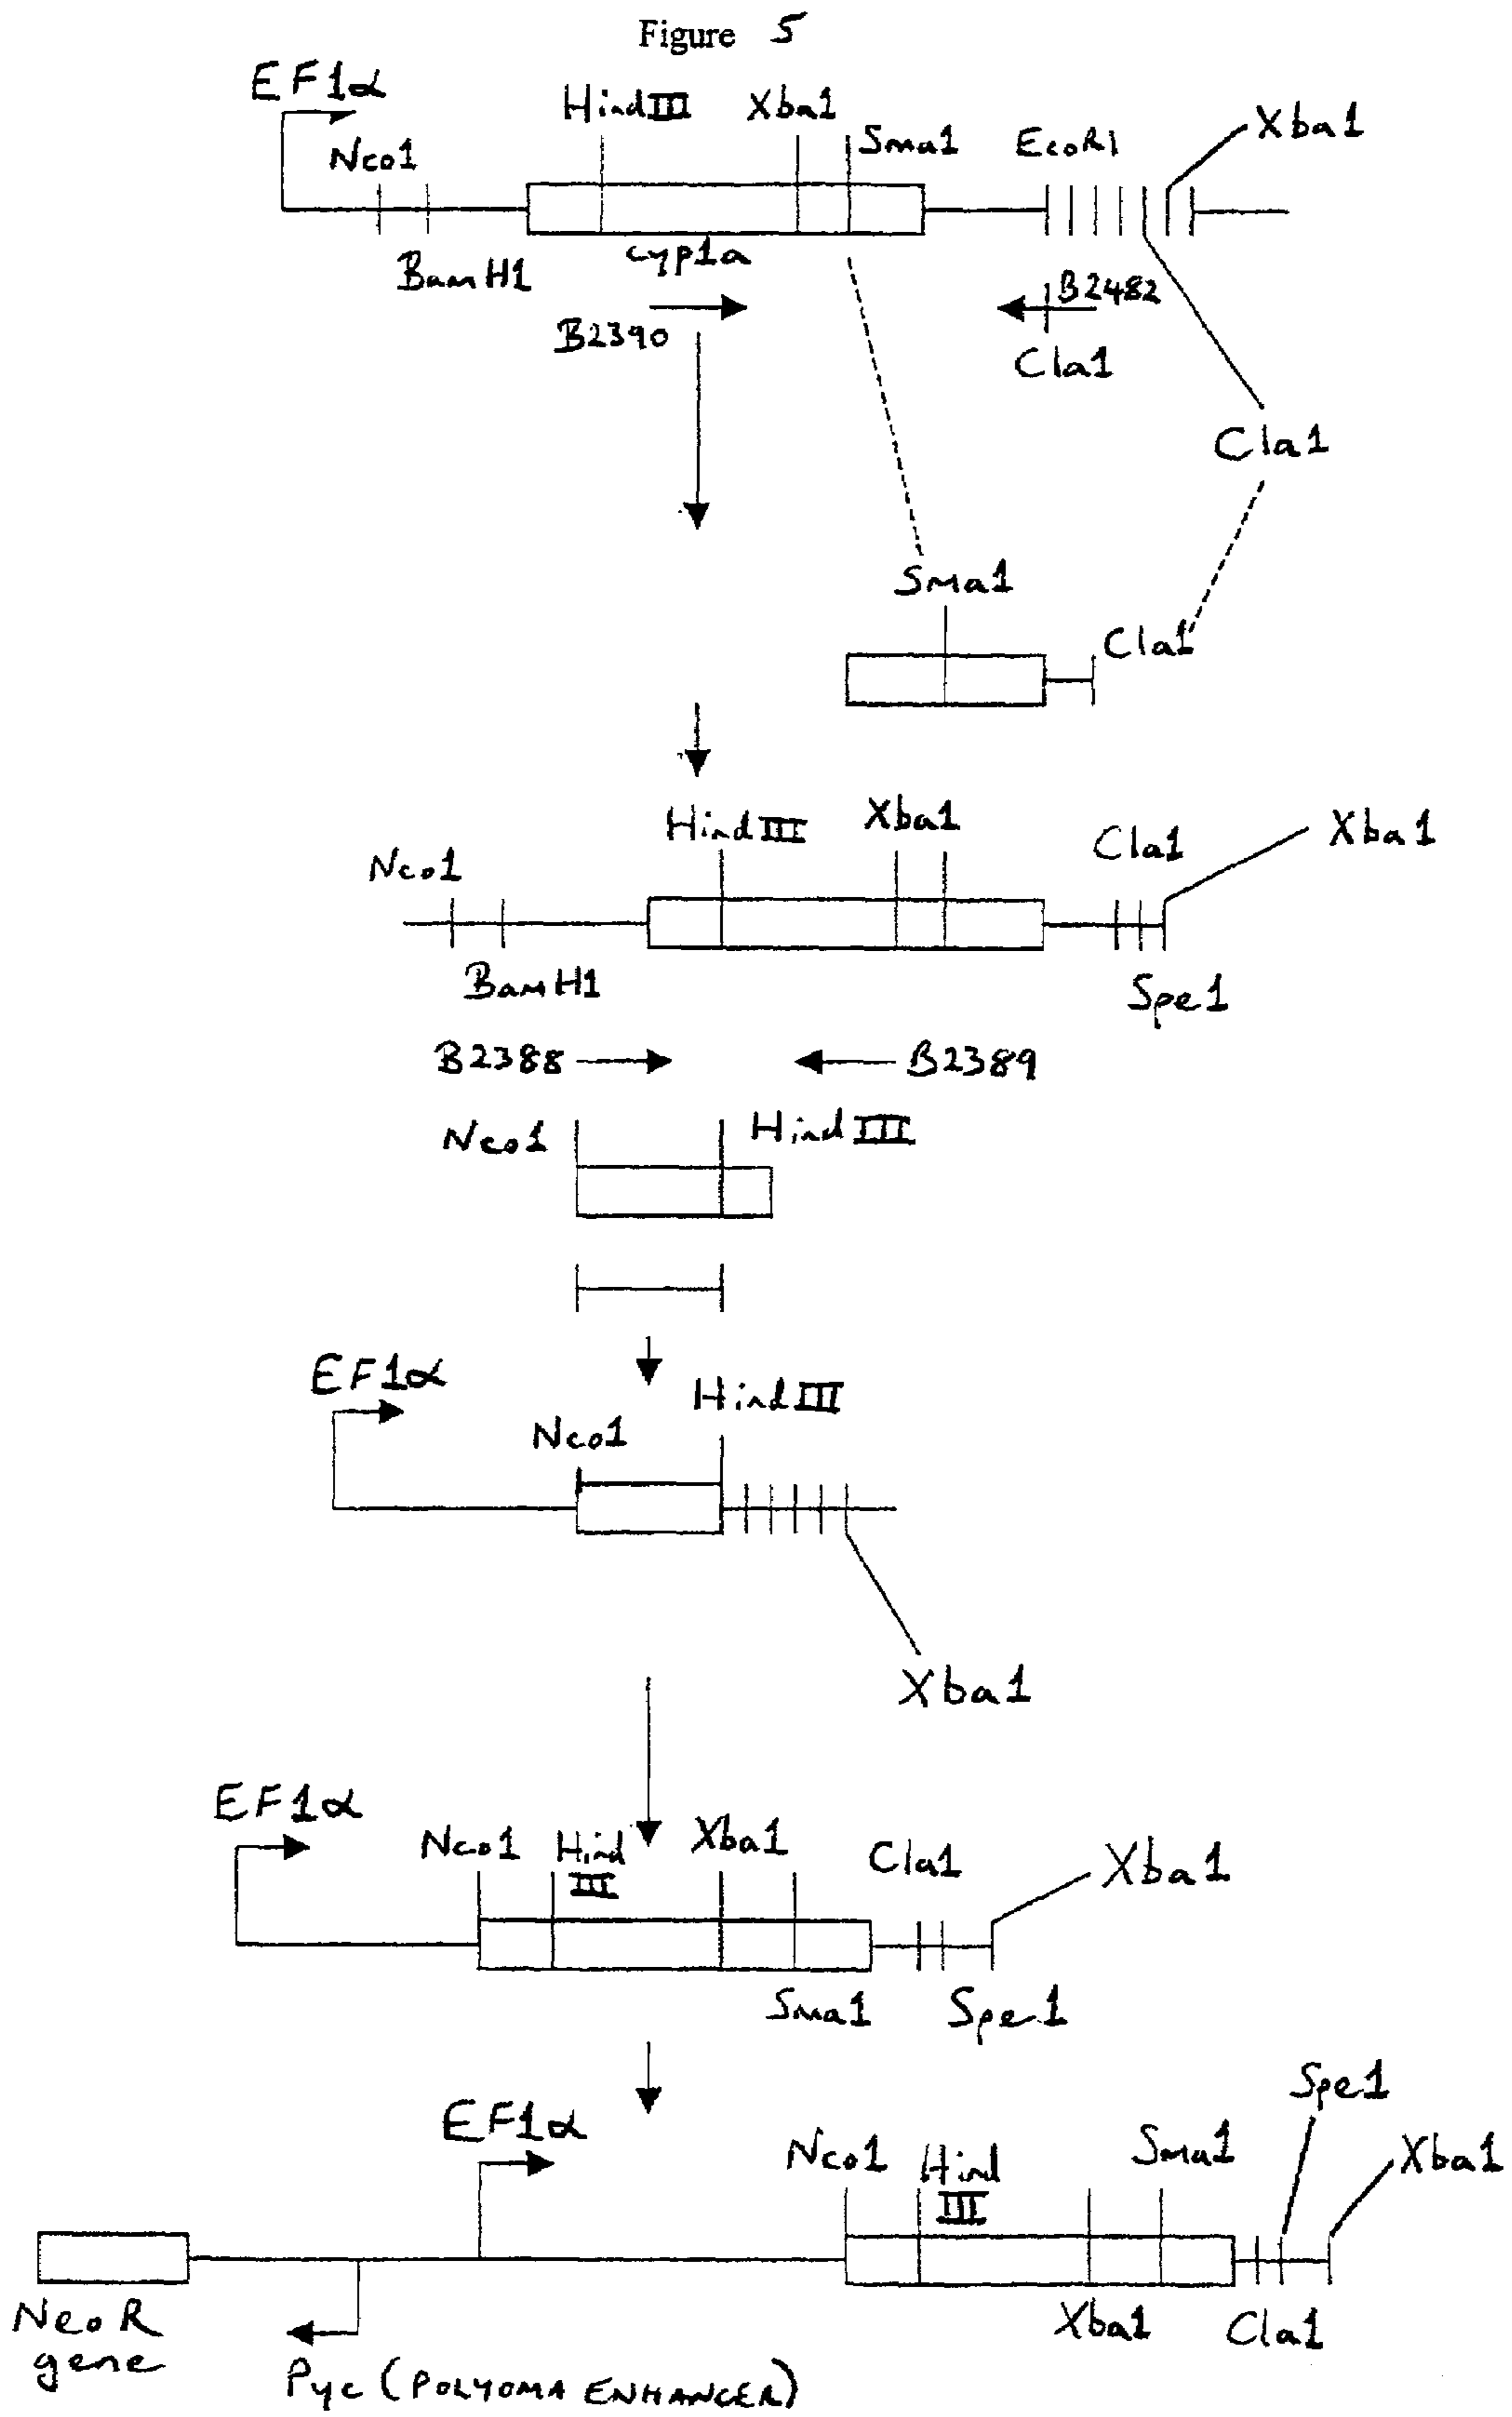 Figure 5
EF1α
HindIII
Xba1
Sma1
EcoR1
Xba1
Nco1
BamH1
cyp1a
B2390
B2482
Cla1
Cla1
Sma1
Cla1
HindIII
Xba1
Cla1
Xba1
Nco1
BamH1
Spe1
B2388
B2389
Nco1
HindIII
EF1α
HindIII
Nco1
Xba1
EF1α
Nco1
Hind
III
Xba1
Cla1
Xba1
Sma1
Spe1
Spe1
EF1α
Nco1
Hind
III
Sma1
Xba1
Xba1
Cla1
NeoR
gene
Pyc (POLYOMA ENHANCER)